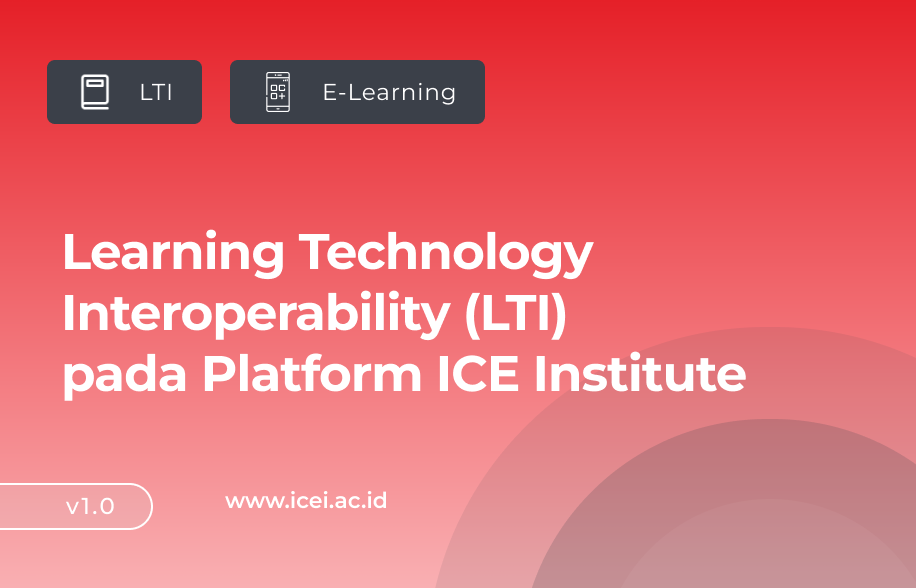 LTI
E-Learning
Learning Technology
Interoperability (LTI)
pada Platform ICE Institute
v1.0
www.icei.ac.id